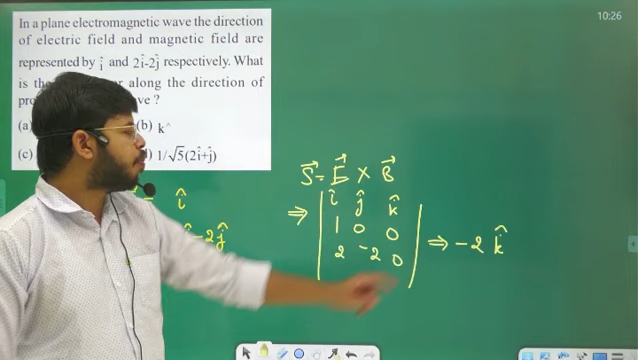 10:26
In a plane electromagnetic wave the direction
of electric field and magnetic field are
represented by î and 2î-2ĵ respectively. What
is the along the direction of
(b) k^
(c) 1/√5(2î+ĵ)
S⃗ = E⃗ × B⃗
î ĵ k̂
⇒ 1 0 0 ⇒ -2 k̂
2 -2 0
î
-2ĵ